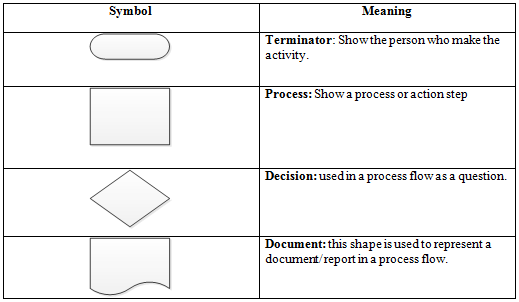 Symbol Meaning
Terminator: Show the person who make the
activity.
Process: Show a process or action step
Decision: used in a process flow as a question.
Document: this shape is used to represent a
document/report in a process flow.